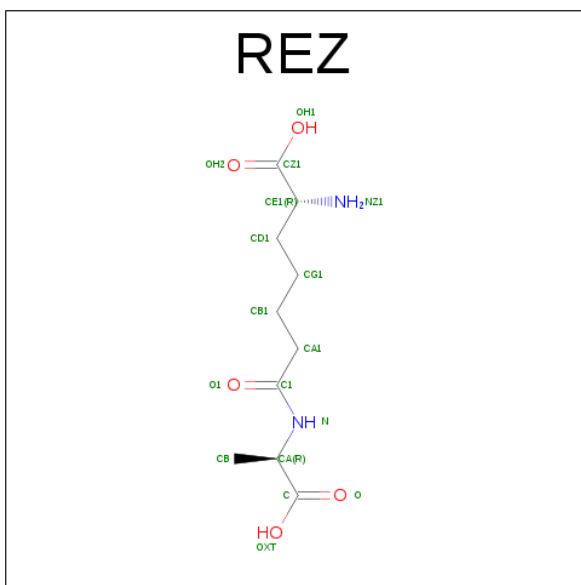 REZ
OH1
OH
OH2 O CZ1
CE1(R) NH₂ NZ1
CD1
CG1
CB1
CA1
O1 O C1
NH N
CB CA(R)
C O O
HO
OXT